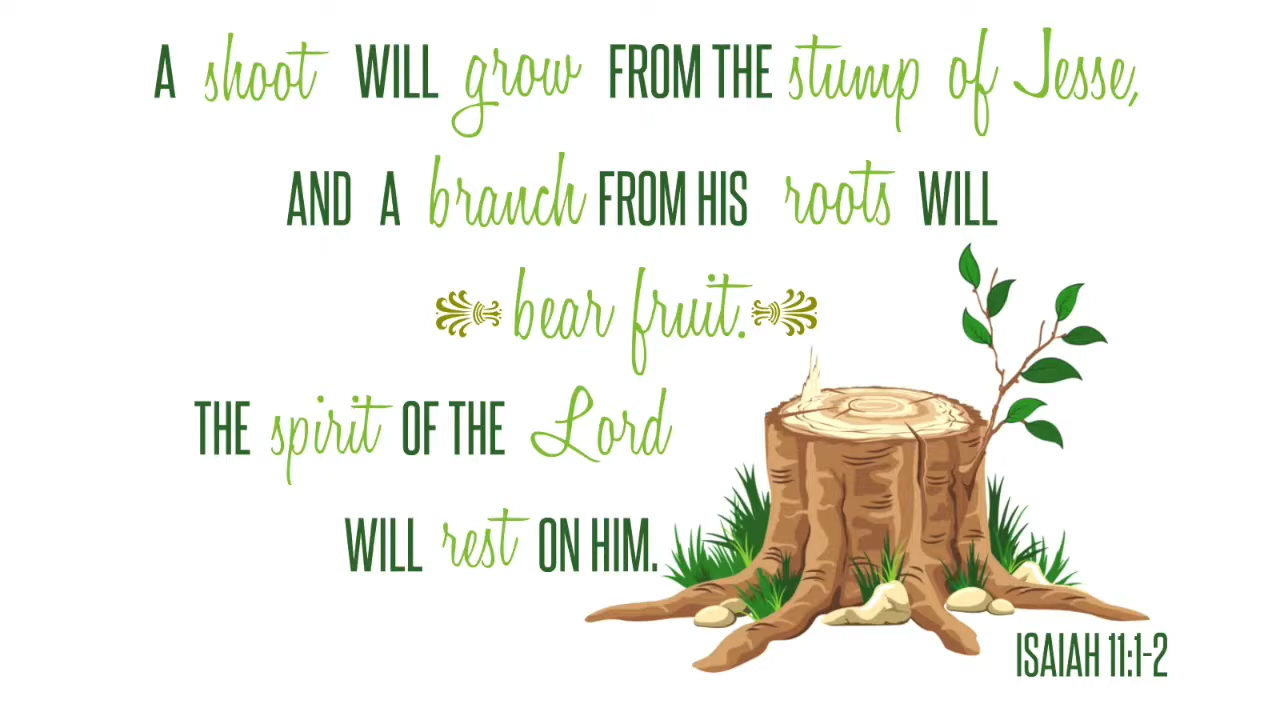 A shoot WILL grow FROM THE stump of Jesse,
AND A branch FROM HIS roots WILL
bear fruit.
THE spirit OF THE Lord
WILL rest ON HIM.
ISAIAH 11:1-2